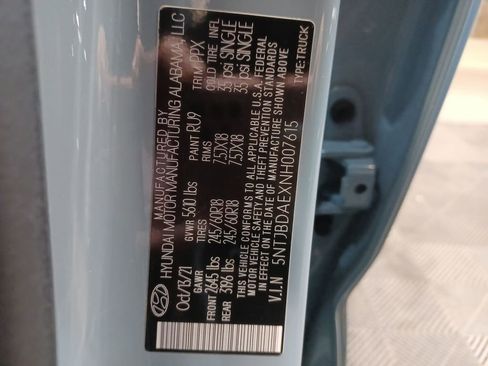 MANUFACTURED BY
HYUNDAI MOTOR MANUFACTURING ALABAMA, LLC
Oct/13/21 GVWR 5610 lbs PAINT RU9 TRIM PPX
GAWR TIRES RIMS COLD TIRE INFL
FRONT 2645 lbs 245/60R18 7.5JX18 35 psi SINGLE
REAR 3196 lbs 245/60R18 7.5JX18 35 psi SINGLE
THIS VEHICLE CONFORMS TO ALL APPLICABLE U.S.A. FEDERAL
MOTOR VEHICLE SAFETY AND THEFT PREVENTION STANDARDS
IN EFFECT ON THE DATE OF MANUFACTURE SHOWN ABOVE
V.I.N 5NTJBDAEXNH007615 TYPE:TRUCK